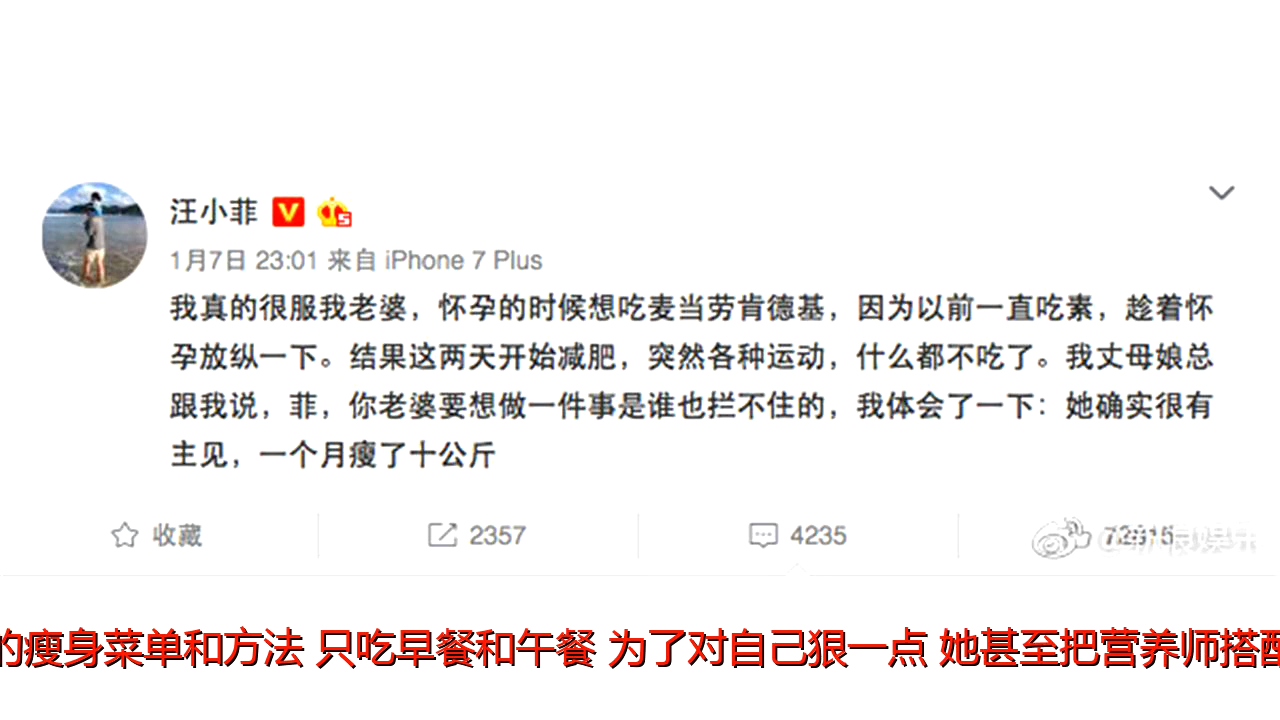 汪小菲
1月7日 23:01 来自 iPhone 7 Plus
我真的很服我老婆，怀孕的时候想吃麦当劳肯德基，因为以前一直吃素，趁着怀
孕放纵一下。结果这两天开始减肥，突然各种运动，什么都不吃了。我丈母娘总
跟我说，菲，你老婆要想做一件事是谁也拦不住的，我体会了一下：她确实很有
主见，一个月瘦了十公斤
收藏 2357 4235
的瘦身菜单和方法 只吃早餐和午餐 为了对自己狠一点 她甚至把营养师搭配